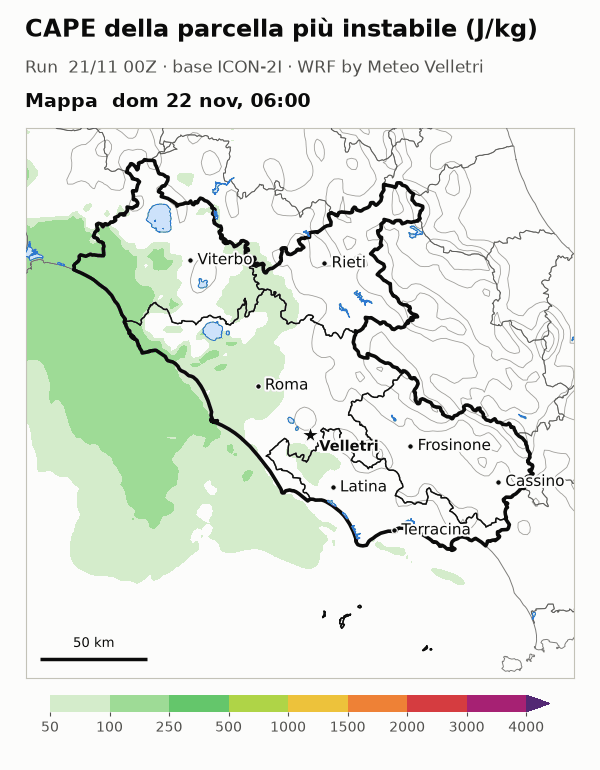 CAPE della parcella più instabile (J/kg)
Run  21/11 00Z · base ICON-2I · WRF by Meteo Velletri
Mappa  dom 22 nov, 06:00
Viterbo
Rieti
Roma
Velletri
Frosinone
Latina
Cassino
Terracina
50 km
50 100 250 500 1000 1500 2000 3000 4000